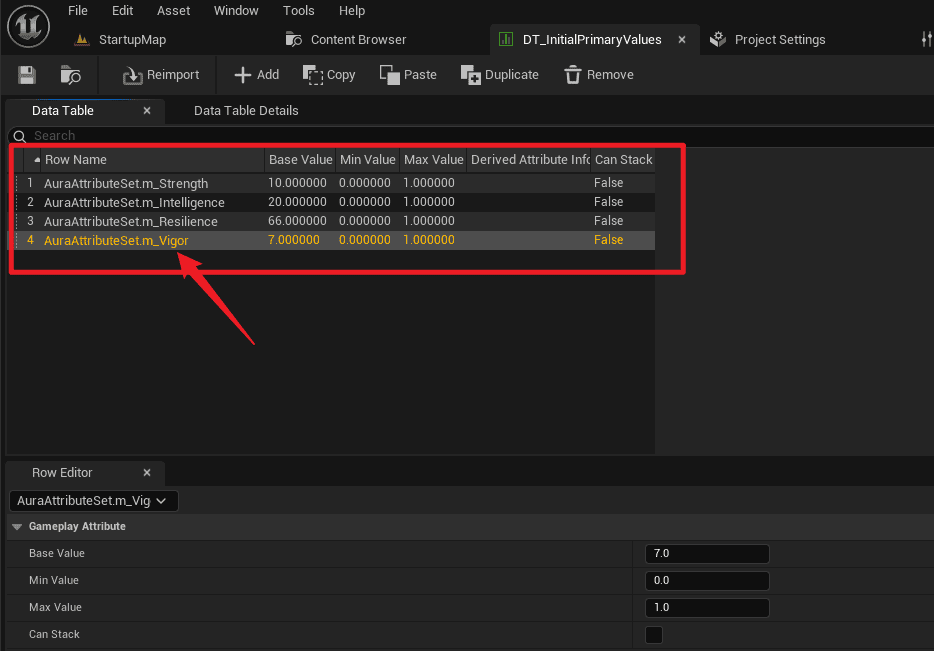 File Edit Asset Window Tools Help
StartupMap Content Browser DT_InitialPrimaryValues Project Settings
Reimport Add Copy Paste Duplicate Remove
Data Table Data Table Details
Search
Row Name Base Value Min Value Max Value Derived Attribute Info Can Stack
1 AuraAttributeSet.m_Strength 10.000000 0.000000 1.000000 False
2 AuraAttributeSet.m_Intelligence 20.000000 0.000000 1.000000 False
3 AuraAttributeSet.m_Resilience 66.000000 0.000000 1.000000 False
4 AuraAttributeSet.m_Vigor 7.000000 0.000000 1.000000 False
Row Editor
AuraAttributeSet.m_Vig
Gameplay Attribute
Base Value 7.0
Min Value 0.0
Max Value 1.0
Can Stack